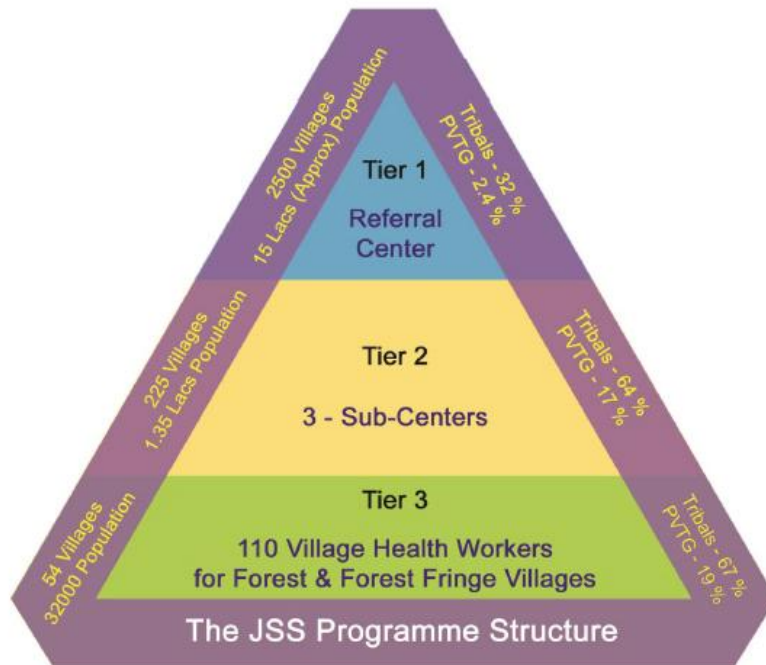 2500 Villages
15 Lacs (Approx) Population
Tier 1
Referral
Center
Tribals - 32 %
PVTG - 2.4 %
225 Villages
1.35 Lacs Population
Tier 2
3 - Sub-Centers
Tribals - 64 %
PVTG - 17 %
54 Villages
32000 Population
Tier 3
110 Village Health Workers
for Forest & Forest Fringe Villages
Tribals - 67 %
PVTG - 19 %
The JSS Programme Structure